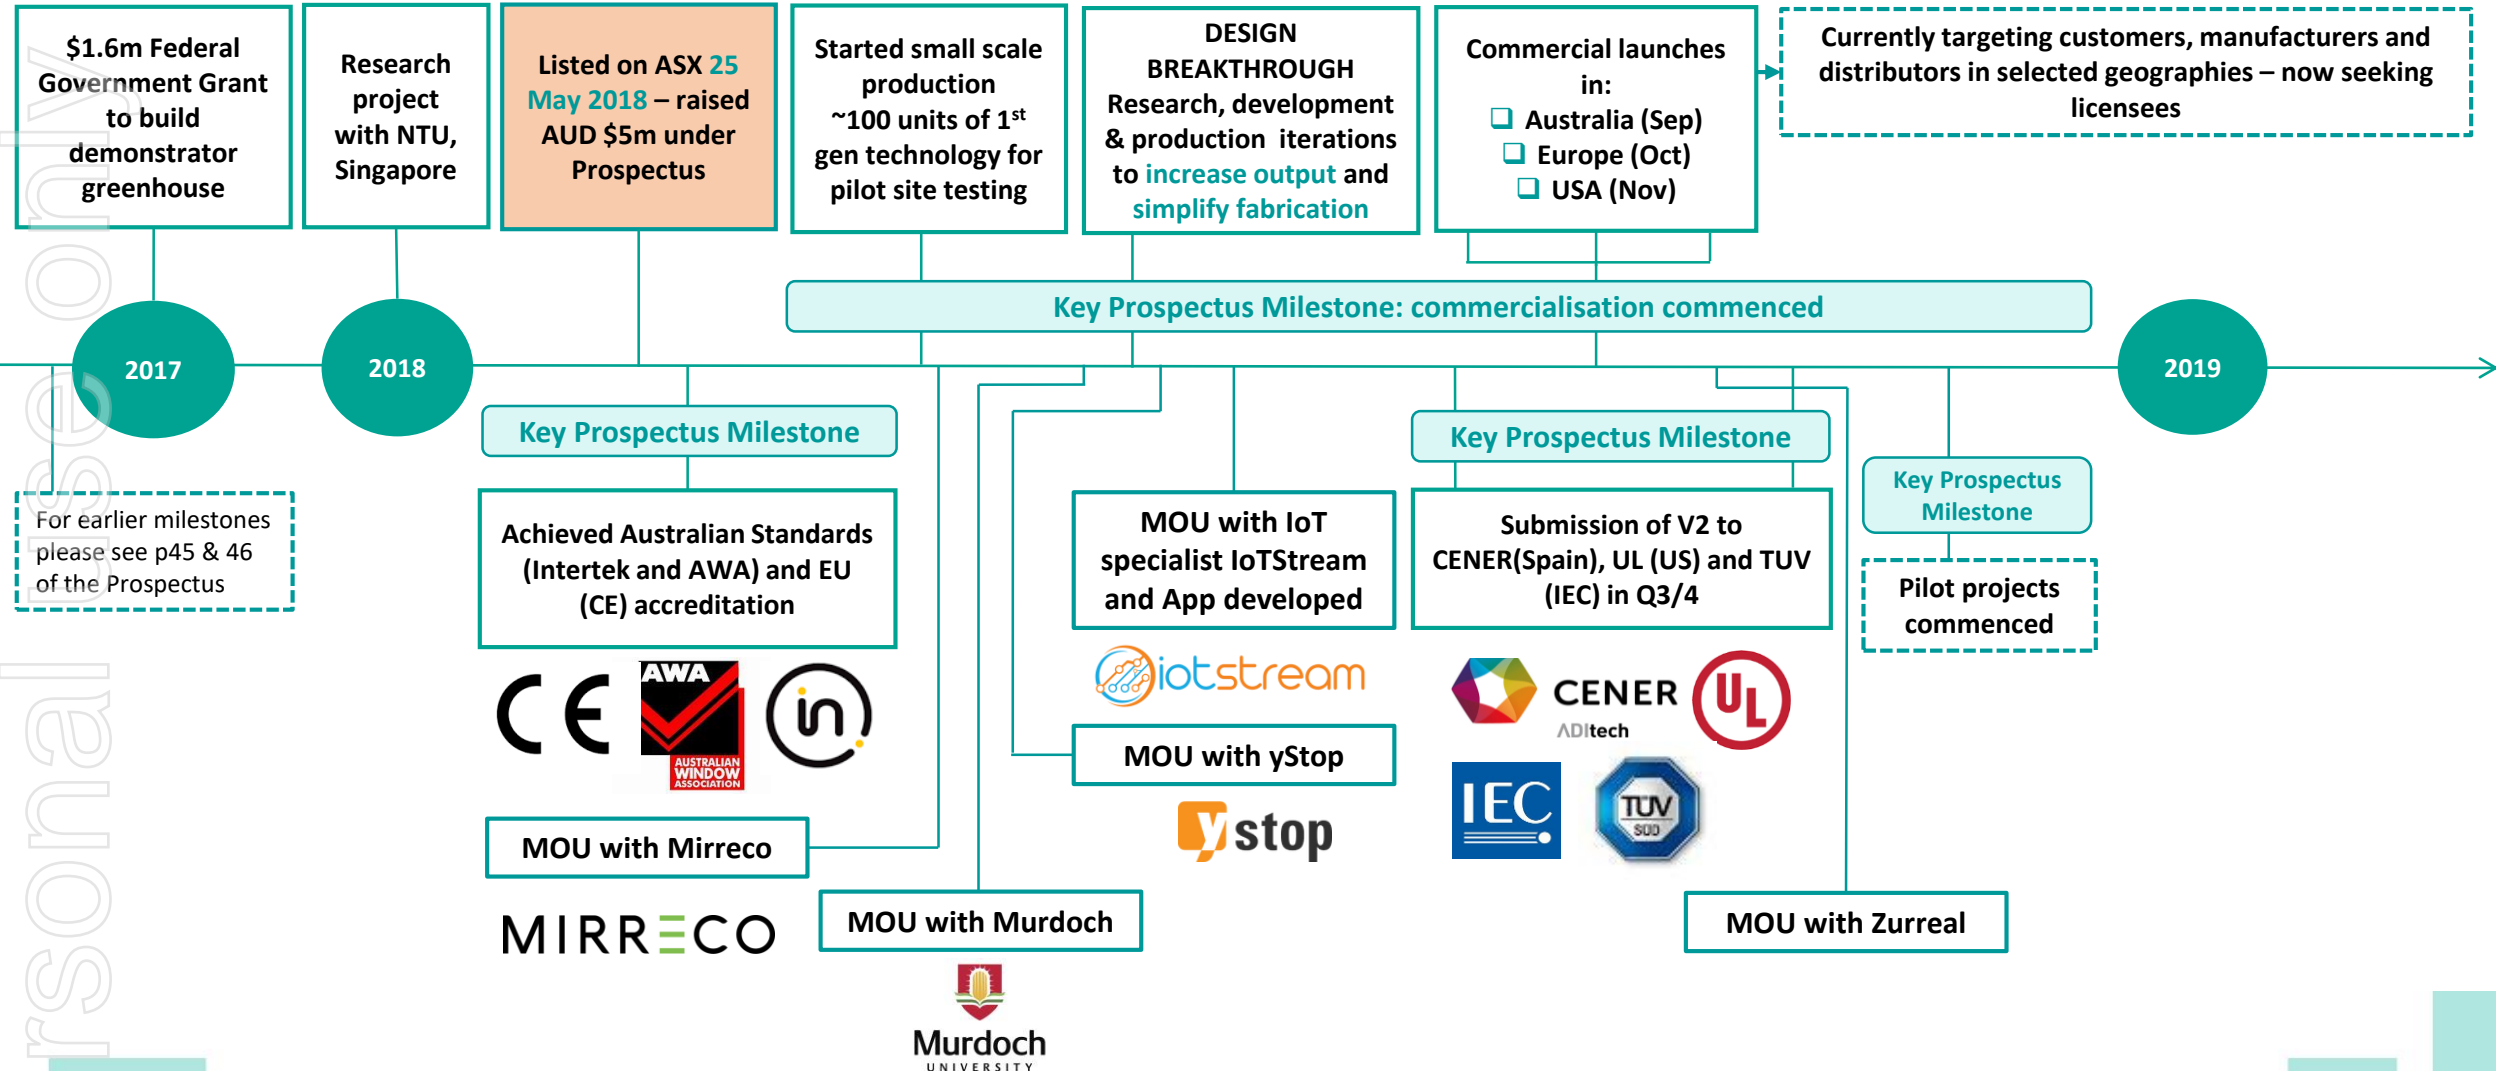 $1.6m Federal
Government Grant
to build
demonstrator
greenhouse
Research
project
with NTU,
Singapore
Listed on ASX 25
May 2018 – raised
AUD $5m under
Prospectus
Started small scale
production
~100 units of 1st
gen technology for
pilot site testing
DESIGN
BREAKTHROUGH
Research, development
& production iterations
to increase output and
simplify fabrication
Commercial launches
in:
❑ Australia (Sep)
❑ Europe (Oct)
❑ USA (Nov)
Currently targeting customers, manufacturers and
distributors in selected geographies – now seeking
licensees
Key Prospectus Milestone: commercialisation commenced
2017
2018
2019
Key Prospectus Milestone
Key Prospectus Milestone
Key Prospectus
Milestone
For earlier milestones
please see p45 & 46
of the Prospectus
Achieved Australian Standards
(Intertek and AWA) and EU
(CE) accreditation
MOU with IoT
specialist IoTStream
and App developed
Submission of V2 to
CENER(Spain), UL (US) and TUV
(IEC) in Q3/4
Pilot projects
commenced
CE
AWA
AUSTRALIAN
WINDOW
ASSOCIATION
in
iotstream
CENER
ADItech
UL
MOU with yStop
y stop
IEC
TÜV
SÜD
MOU with Mirreco
MIRRECO
MOU with Murdoch
Murdoch
UNIVERSITY
MOU with Zurreal
rsonal use only